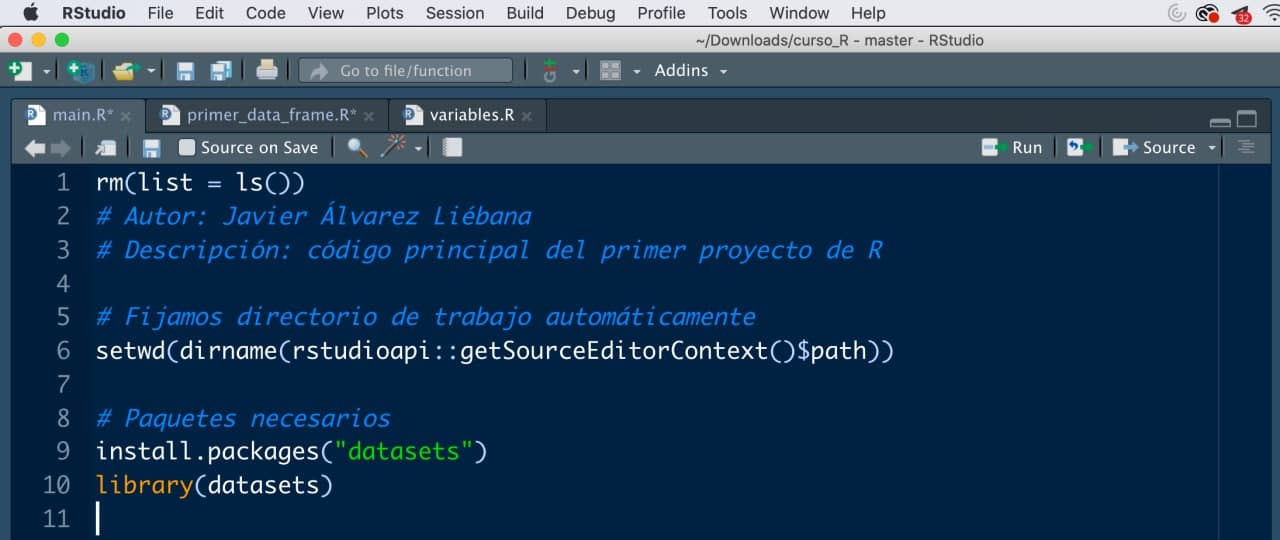 RStudio File Edit Code View Plots Session Build Debug Profile Tools Window Help 32
~/Downloads/curso_R - master - RStudio
Go to file/function Addins
main.R* primer_data_frame.R* variables.R
Source on Save Run Source
1 rm(list = ls())
2 # Autor: Javier Álvarez Liébana
3 # Descripción: código principal del primer proyecto de R
4
5 # Fijamos directorio de trabajo automáticamente
6 setwd(dirname(rstudioapi::getSourceEditorContext()$path))
7
8 # Paquetes necesarios
9 install.packages("datasets")
10 library(datasets)
11